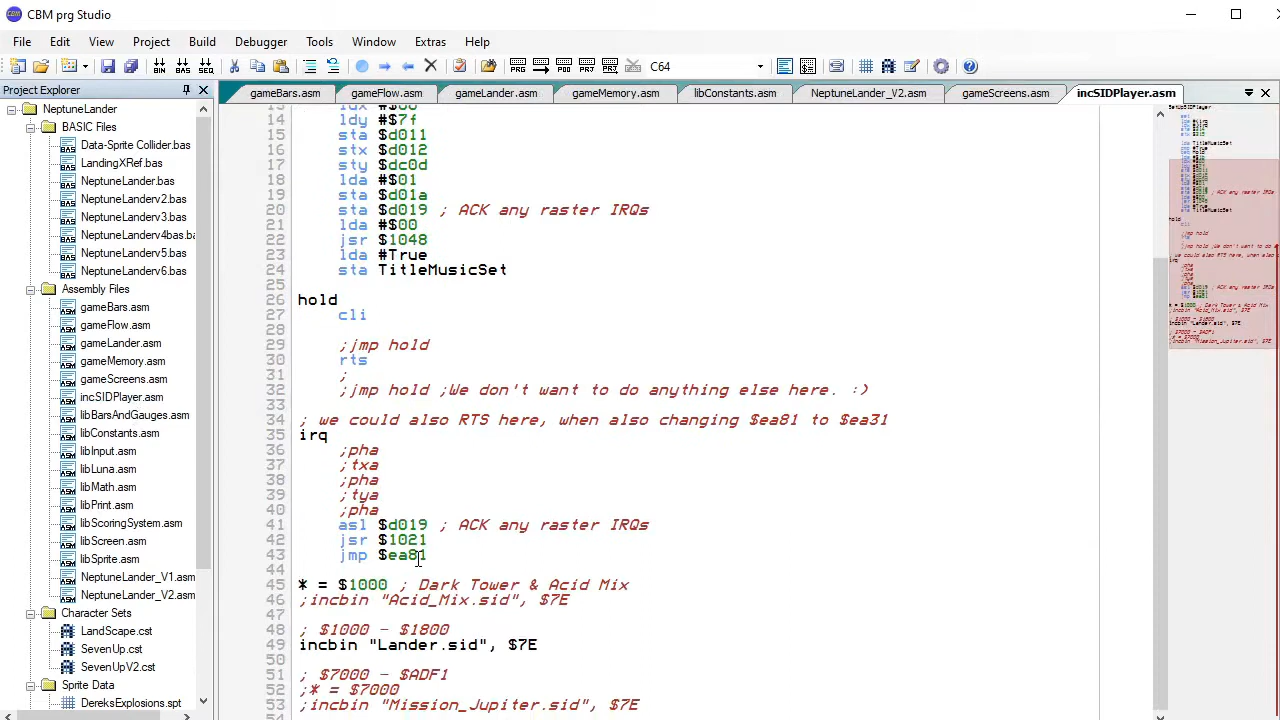 CBM prg Studio
File Edit View Project Build Debugger Tools Window Extras Help
BIN BAS SEQ PRG POO PRT PRT C64
Project Explorer
gameBars.asm gameFlow.asm gameLander.asm gameMemory.asm libConstants.asm NeptuneLander_V2.asm gameScreens.asm incSIDPlayer.asm
NeptuneLander
BASIC Files
Data-Sprite Collider.bas
LandingXRef.bas
NeptuneLander.bas
NeptuneLanderv2.bas
NeptuneLanderv3.bas
NeptuneLanderv4bas.ba
NeptuneLanderv5.bas
NeptuneLanderv6.bas
Assembly Files
gameBars.asm
gameFlow.asm
gameLander.asm
gameMemory.asm
gameScreens.asm
incSIDPlayer.asm
libBarsAndGauges.asm
libConstants.asm
libInput.asm
libLuna.asm
libMath.asm
libPrint.asm
libScoringSystem.asm
libScreen.asm
libSprite.asm
NeptuneLander_V1.asm
NeptuneLander_V2.asm
Character Sets
LandScape.cst
SevenUp.cst
SevenUpV2.cst
Sprite Data
DereksExplosions.spt
13 ldx #$00
14 ldy #$7f
15 sta $d011
16 stx $d012
17 sty $dc0d
18 lda #$01
19 sta $d01a
20 sta $d019 ; ACK any raster IRQs
21 lda #$00
22 jsr $1048
23 lda #True
24 sta TitleMusicSet
25
26 hold
27 cli
28
29 ;jmp hold
30 rts
31 ;
32 ;jmp hold ;We don't want to do anything else here. :)
33
34 ; we could also RTS here, when also changing $ea81 to $ea31
35 irq
36 ;pha
37 ;txa
38 ;pha
39 ;tya
40 ;pha
41 asl $d019 ; ACK any raster IRQs
42 jsr $1021
43 jmp $ea81
44
45 * = $1000 ; Dark Tower & Acid Mix
46 ;incbin "Acid_Mix.sid", $7E
47
48 ; $1000 - $1800
49 incbin "Lander.sid", $7E
50
51 ; $7000 - $ADF1
52 ;* = $7000
53 ;incbin "Mission_Jupiter.sid", $7E
54